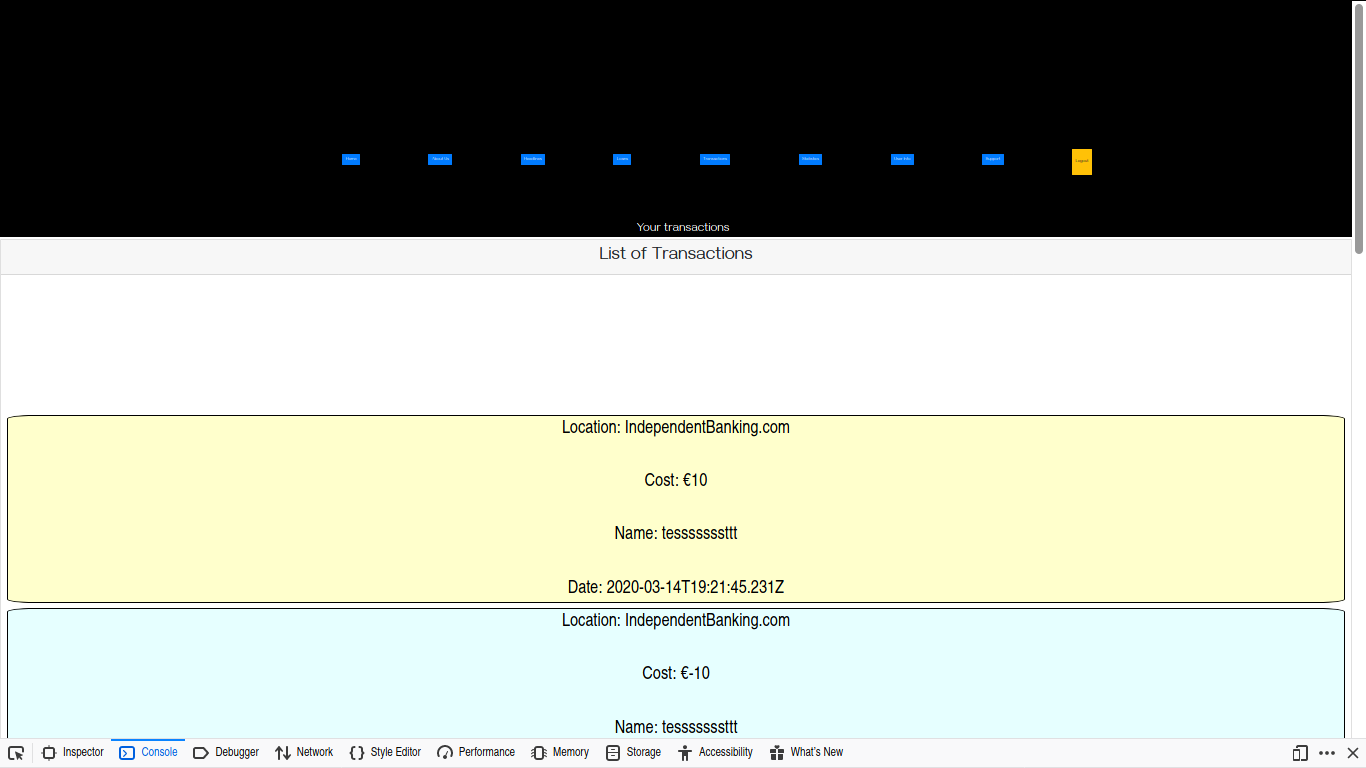 Home About Us Headlines Loans Transactions Websites User Info Support Logout
Your transactions
List of Transactions
Location: IndependentBanking.com
Cost: €10
Name: tessssssssttt
Date: 2020-03-14T19:21:45.231Z
Location: IndependentBanking.com
Cost: €-10
Name: tessssssssttt
Inspector Console Debugger Network Style Editor Performance Memory Storage Accessibility What's New